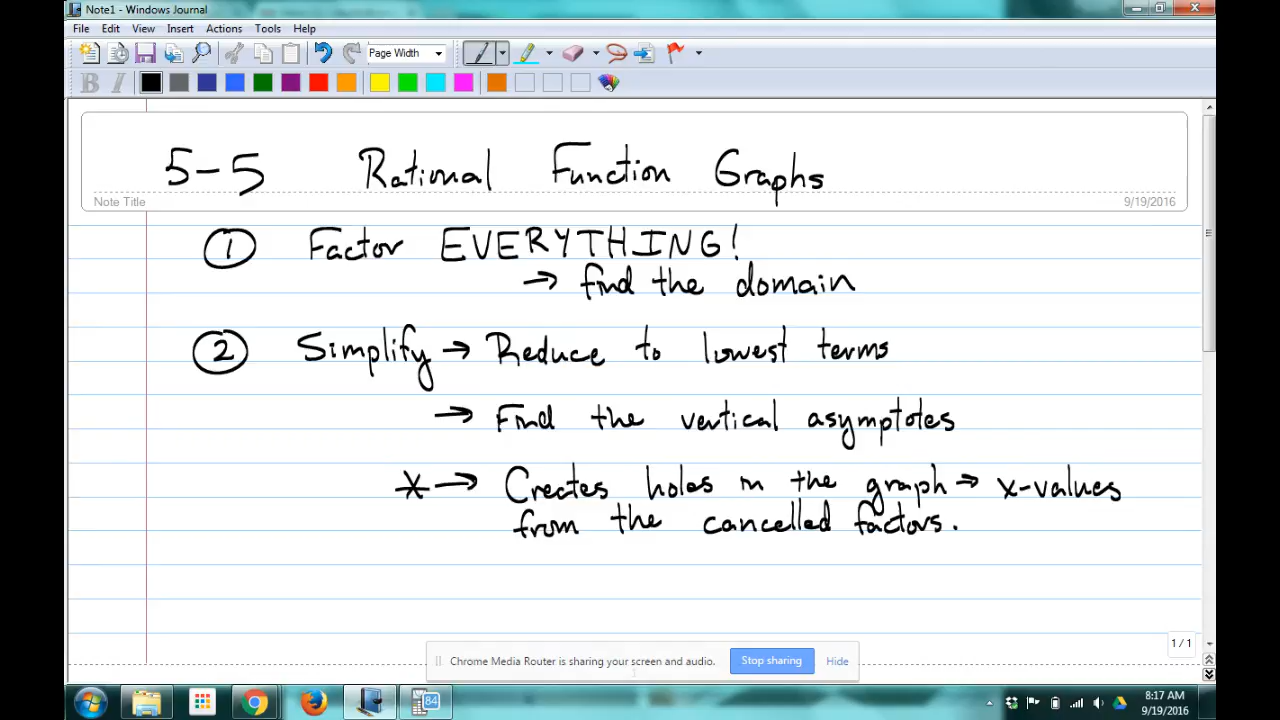 Note1 - Windows Journal
File Edit View Insert Actions Tools Help
Page Width
B I
5-5 Rational Function Graphs
Note Title 9/19/2016
① Factor EVERYTHING!
→ find the domain
② Simplify → Reduce to lowest terms
→ Find the vertical asymptotes
* → Creates holes in the graph → x-values
from the cancelled factors.
1/1
Chrome Media Router is sharing your screen and audio. Stop sharing Hide
84
8:17 AM
9/19/2016